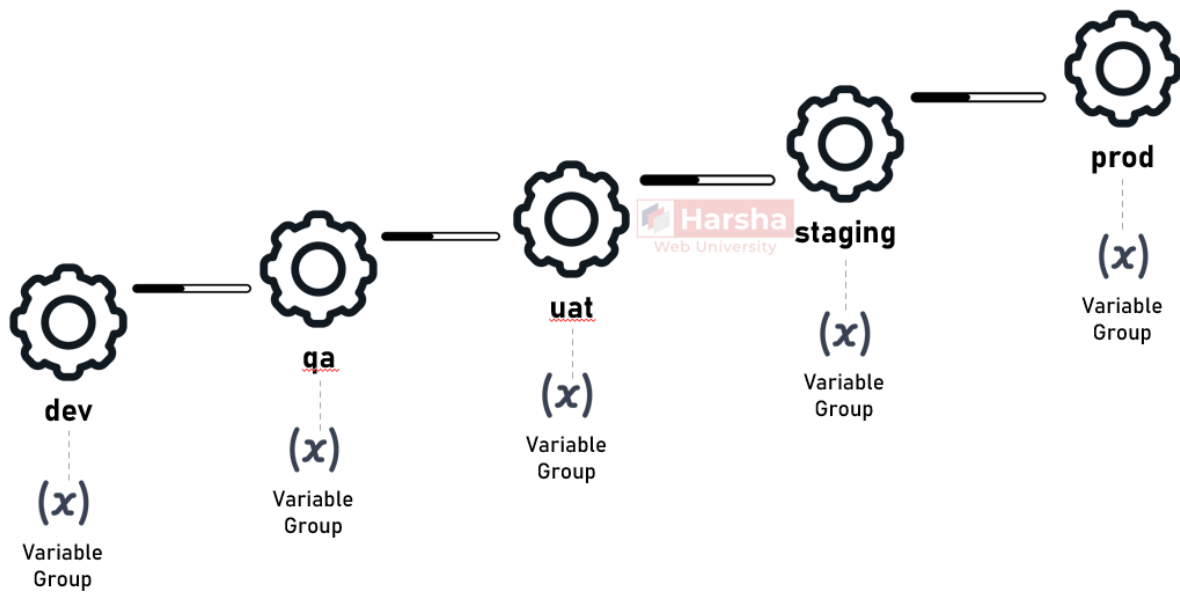 dev
(x)
Variable
Group
qa
(x)
Variable
Group
uat
(x)
Variable
Group
Harsha
Web University
staging
(x)
Variable
Group
prod
(x)
Variable
Group